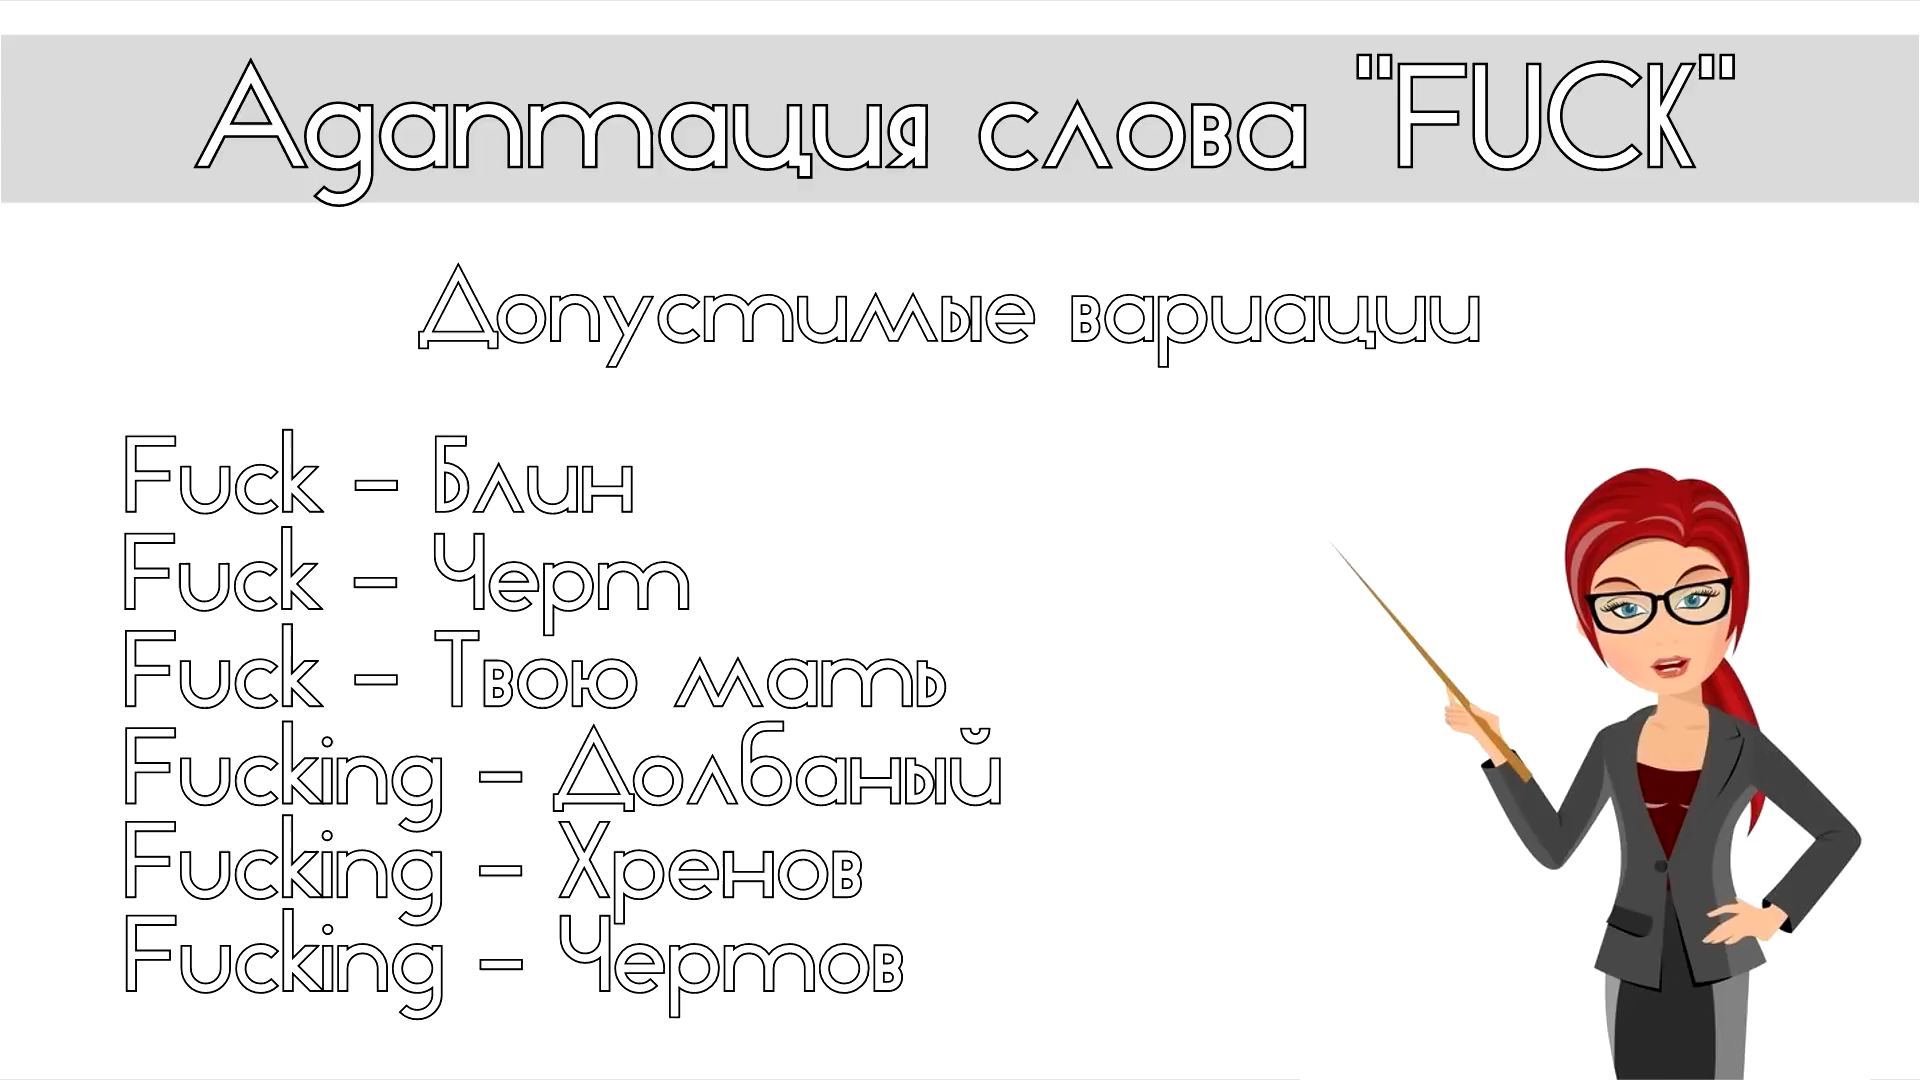 Адаптация слова "FUCK"
Допустимые вариации
Fuck - Блин
Fuck - Черт
Fuck - Твою мать
Fucking - Долбаный
Fucking - Хренов
Fucking - Чертов